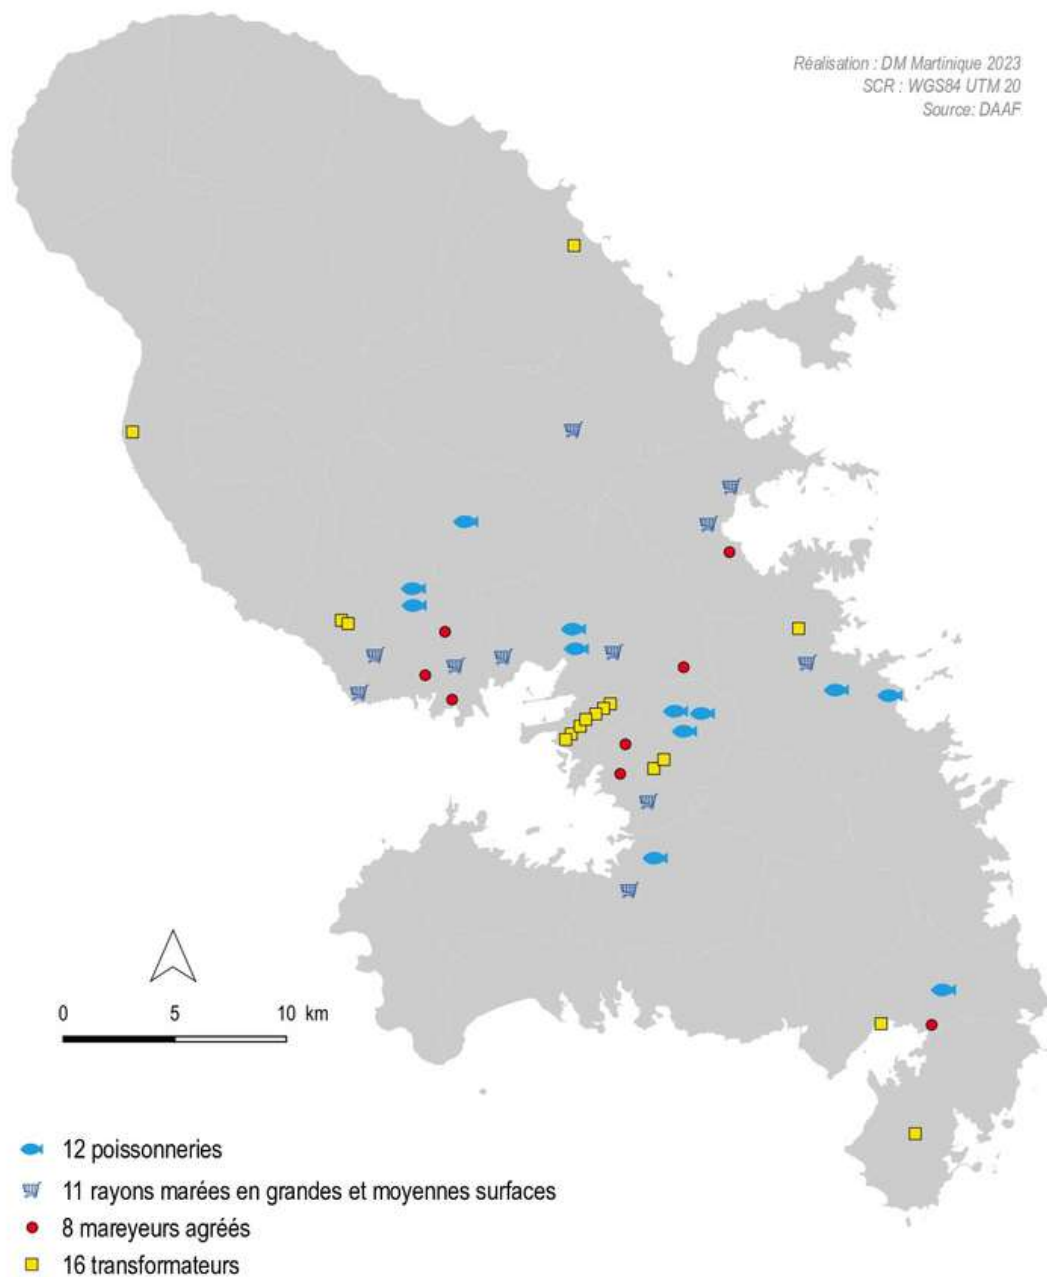 Réalisation : DM Martinique 2023
SCR : WGS84 UTM 20
Source: DAAF
0 5 10 km
12 poissonneries
11 rayons marées en grandes et moyennes surfaces
8 mareyeurs agréés
16 transformateurs